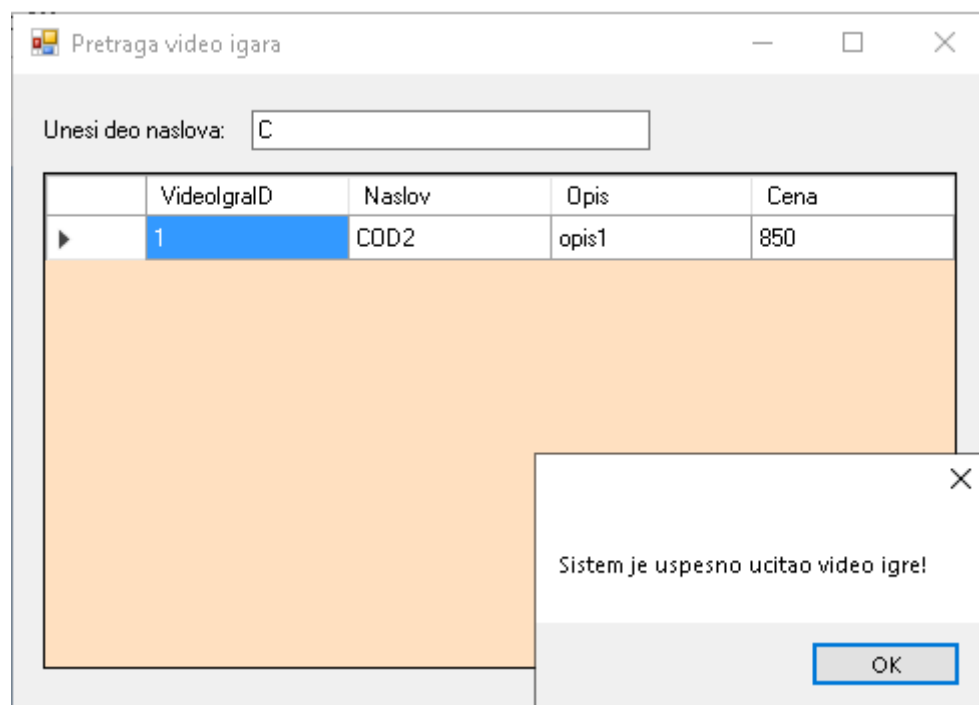 Pretraga video igara
Unesi deo naslova: C
VideoIgraID Naslov Opis Cena
1 COD2 opis1 850
Sistem je uspesno ucitao video igre!
OK